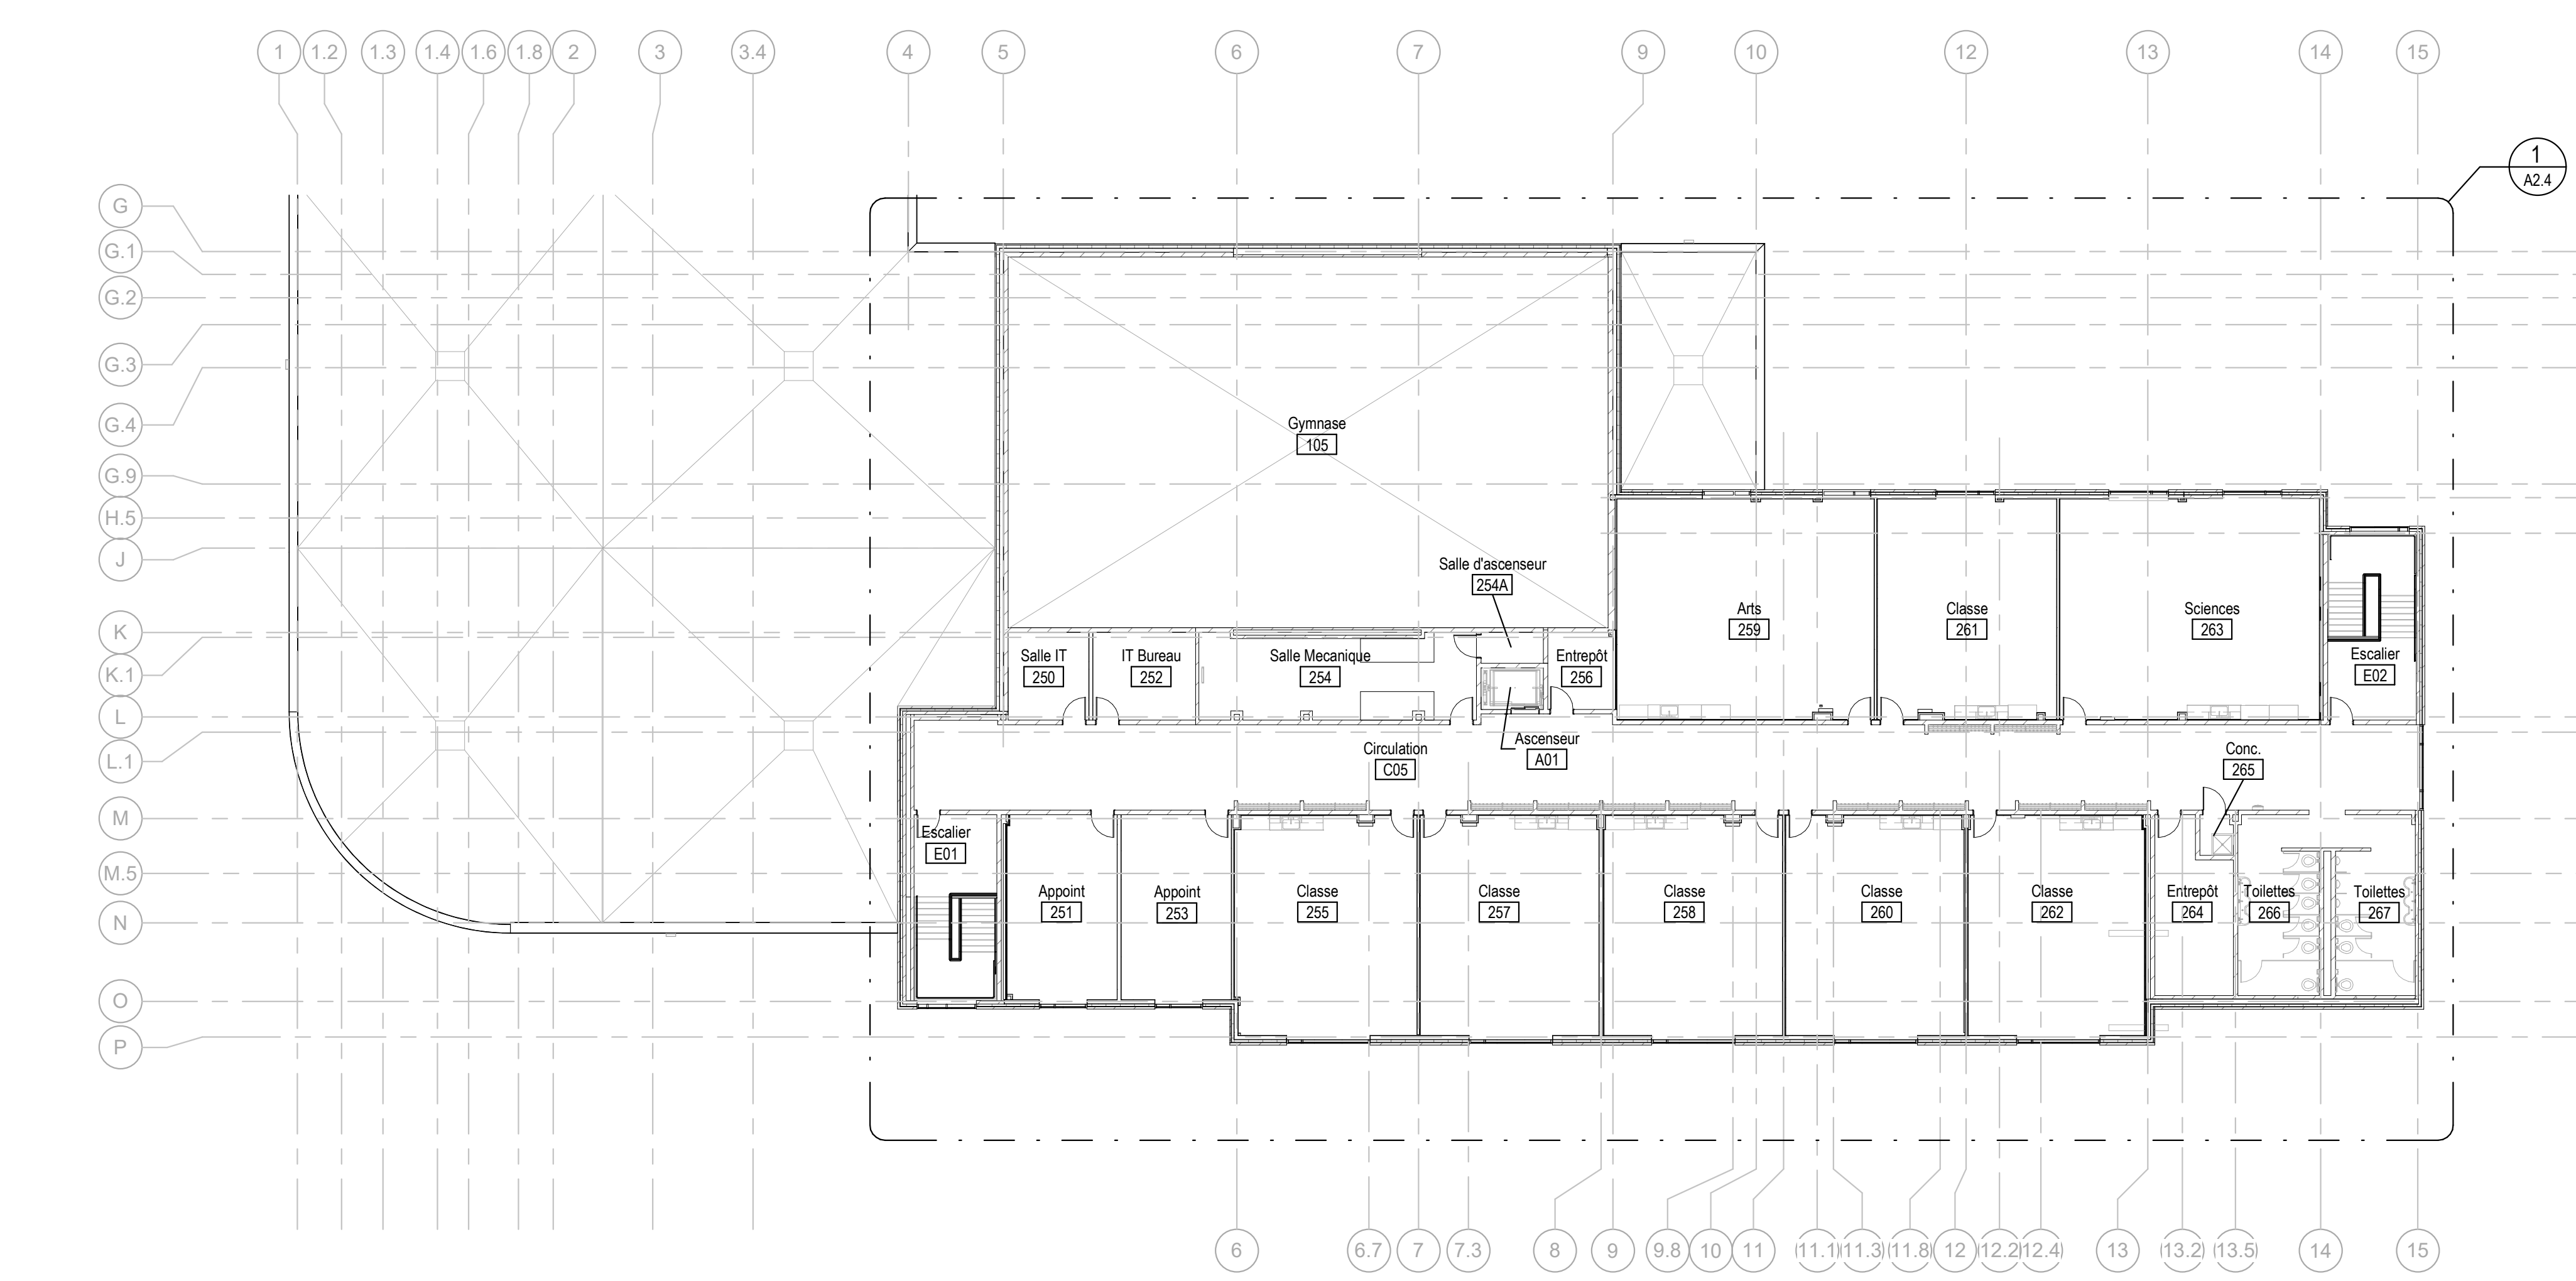 1 1.2 1.3 1.4 1.6 1.8 2 3 3.4 4 5 6 7 9 10 12 13 14 15
1
A2.4
G
G.1
G.2
G.3
G.4
G.9
H.5
J
K
K.1
L
L.1
M
M.5
N
O
P
Gymnase
105
Salle d'ascenseur
254A
Arts
259
Classe
261
Sciences
263
Salle IT
250
IT Bureau
252
Salle Mecanique
254
Entrepôt
256
Escalier
E02
Circulation
C05
Ascenseur
A01
Conc.
265
Escalier
E01
Appoint
251
Appoint
253
Classe
255
Classe
257
Classe
258
Classe
260
Classe
262
Entrepôt
264
Toilettes
266
Toilettes
267
6 6.7 7 7.3 8 9 9.8 10 11 11.1 11.3 11.8 12 12.2 12.4 13 13.2 13.5 14 15